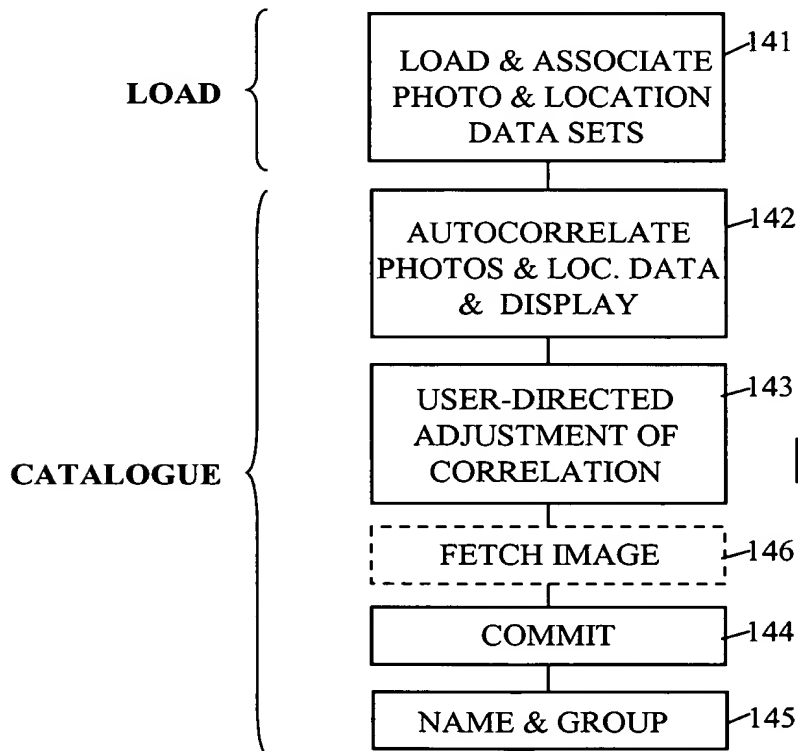 141
LOAD & ASSOCIATE
PHOTO & LOCATION
DATA SETS
LOAD
142
AUTOCORRELATE
PHOTOS & LOC. DATA
& DISPLAY
143
USER-DIRECTED
ADJUSTMENT OF
CORRELATION
CATALOGUE
FETCH IMAGE
146
COMMIT
144
NAME & GROUP
145